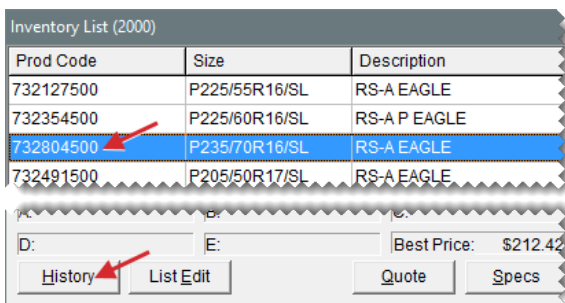 Inventory List (2000)
Prod Code Size Description
732127500 P225/55R16/SL RS-A EAGLE
732354500 P225/60R16/SL RS-A P EAGLE
732804500 P235/70R16/SL RS-A EAGLE
732491500 P205/50R17/SL RS-A EAGLE
A: B: C:
D: E: Best Price: $212.42
History List Edit Quote Specs